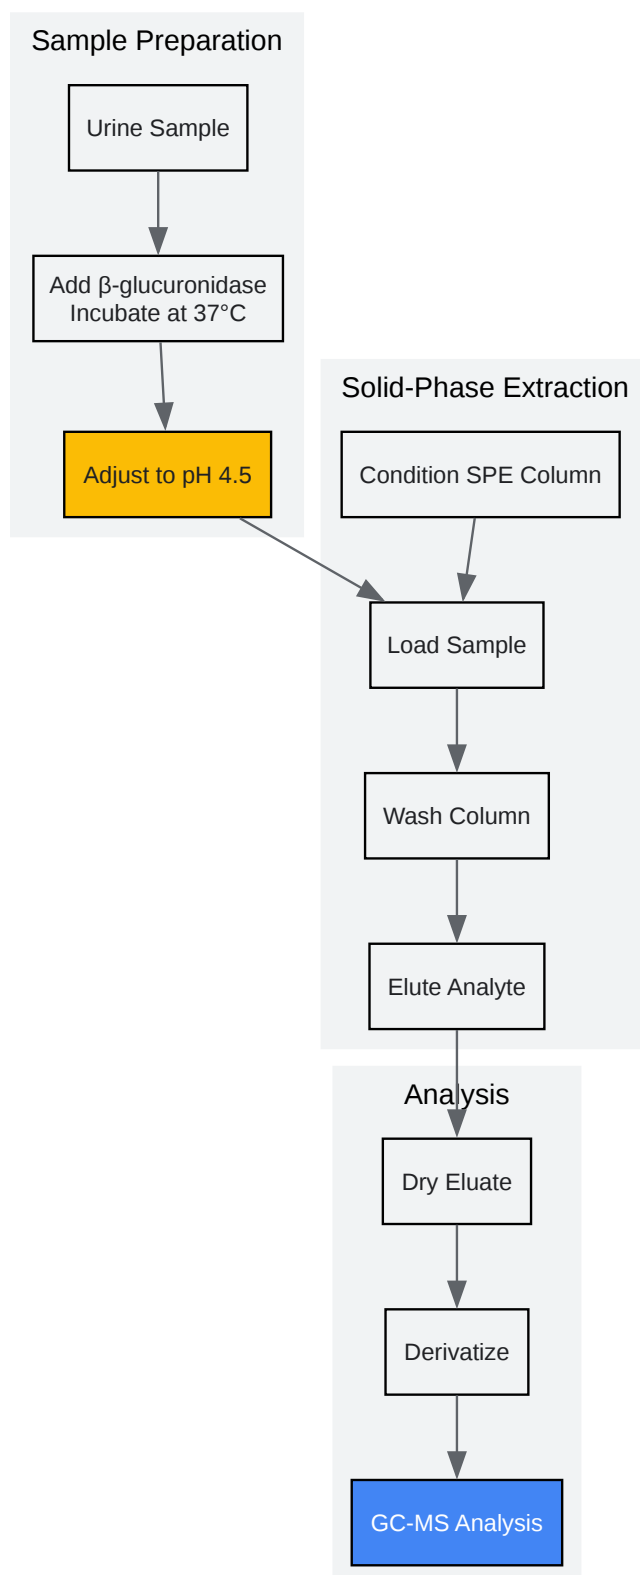 Sample Preparation
Urine Sample
Add β-glucuronidase
Incubate at 37°C
Adjust to pH 4.5
Solid-Phase Extraction
Condition SPE Column
Load Sample
Wash Column
Elute Analyte
Analysis
Dry Eluate
Derivatize
GC-MS Analysis